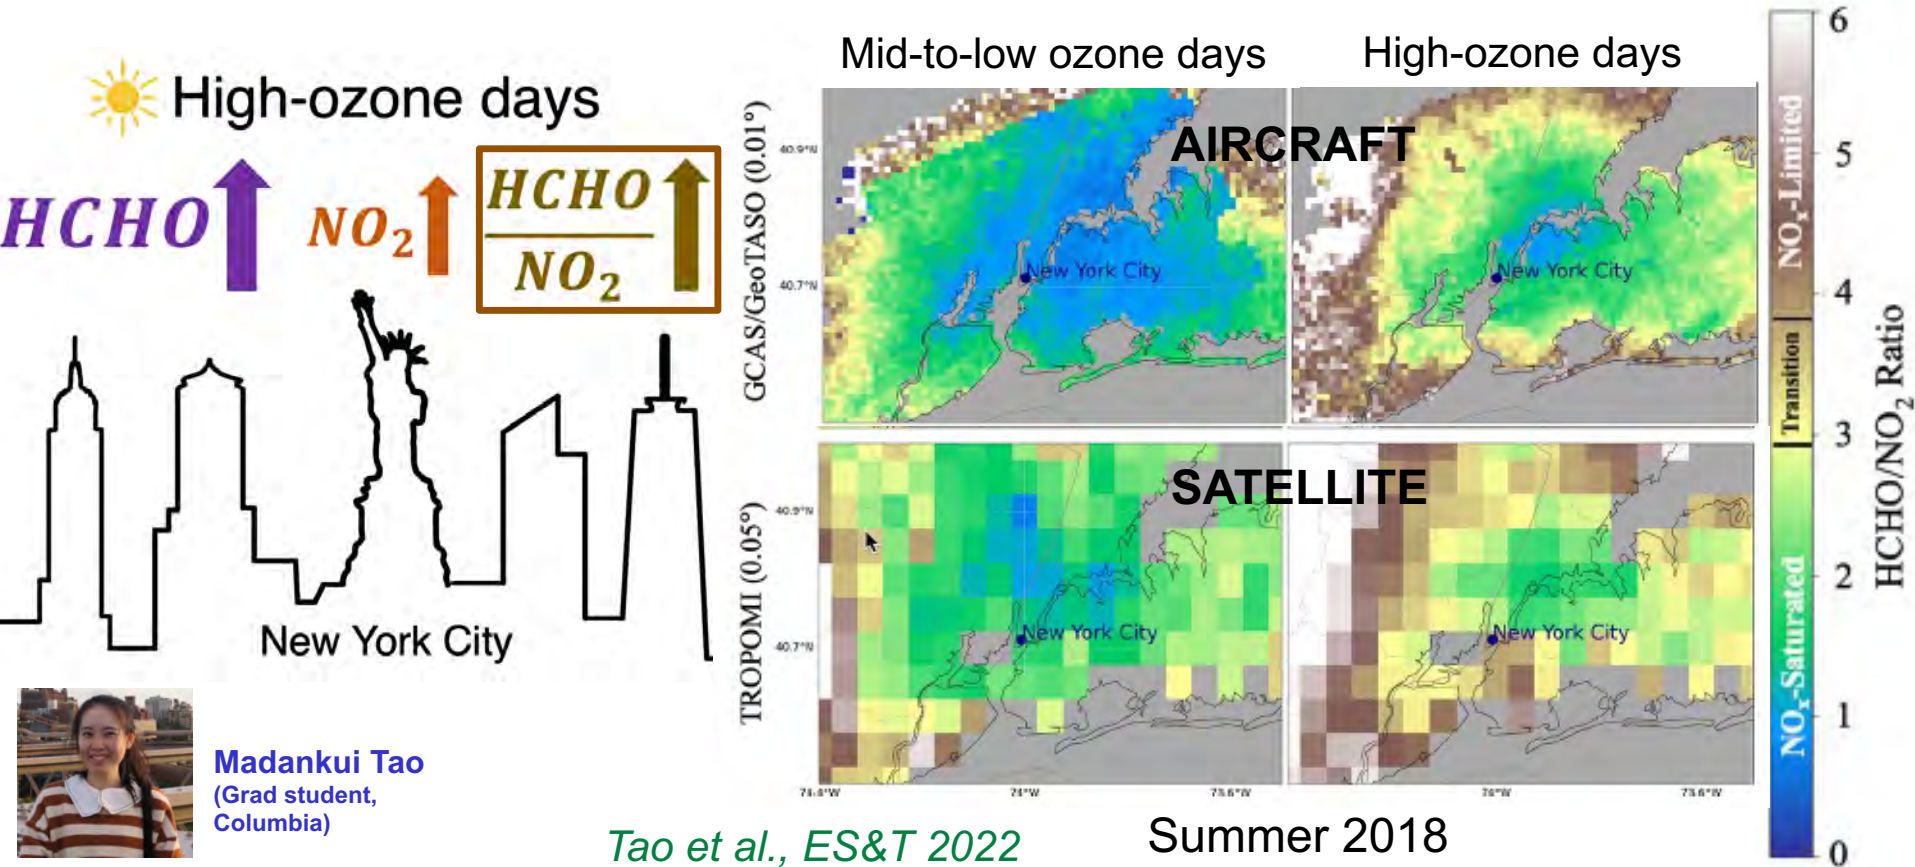 High-ozone days
HCHO
NO2
HCHO
NO2
New York City
Madankui Tao
(Grad student,
Columbia)
Tao et al., ES&T 2022
Mid-to-low ozone days
High-ozone days
GCAS/GeoTASO (0.01°)
40.9°N
40.7°N
AIRCRAFT
New York City
New York City
TROPOMI (0.05°)
40.9°N
40.7°N
SATELLITE
New York City
New York City
74.4°W
74°W
73.6°W
74°W
73.6°W
Summer 2018
6
5
4
3
2
1
0
NOx-Limited
Transition
NOx-Saturated
HCHO/NO2 Ratio